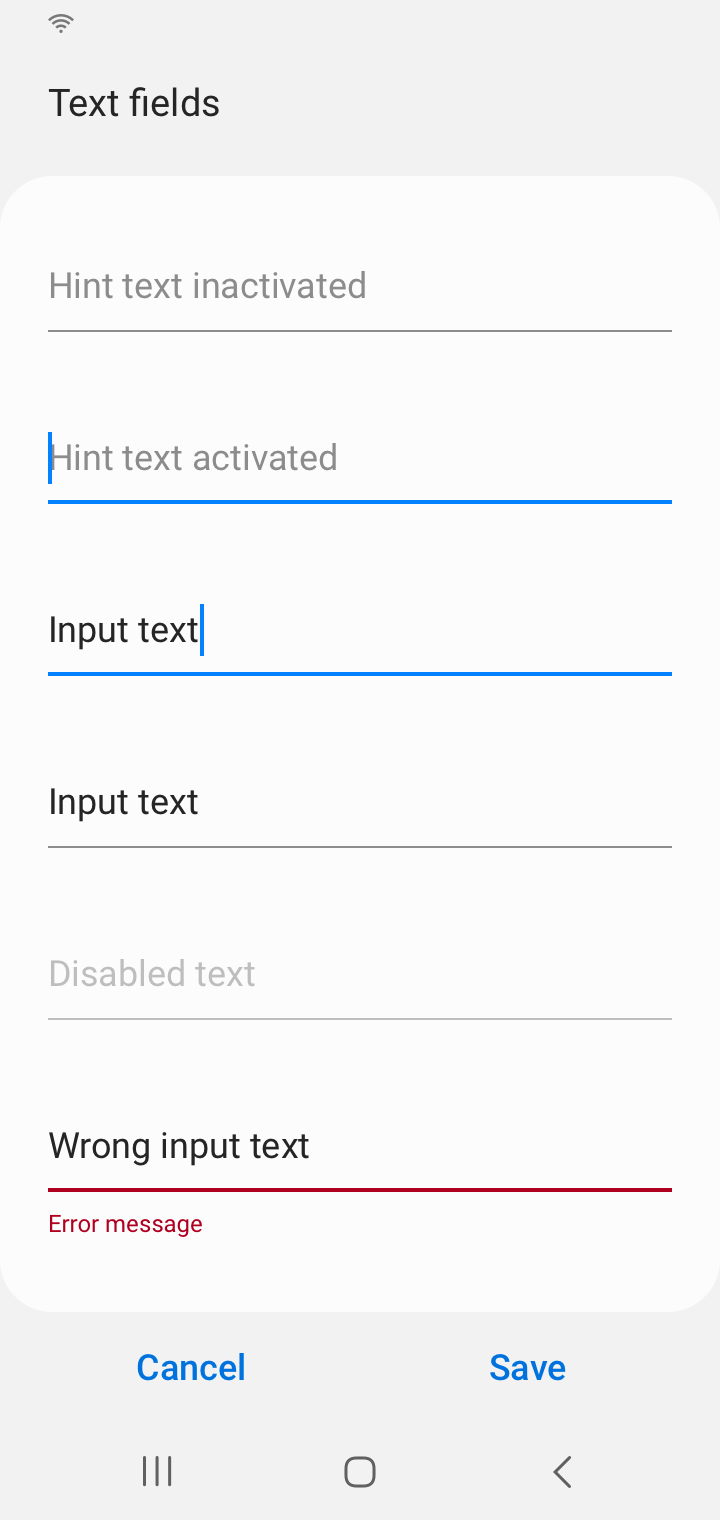 Text fields
Hint text inactivated
Hint text activated
Input text
Input text
Disabled text
Wrong input text
Error message
Cancel Save